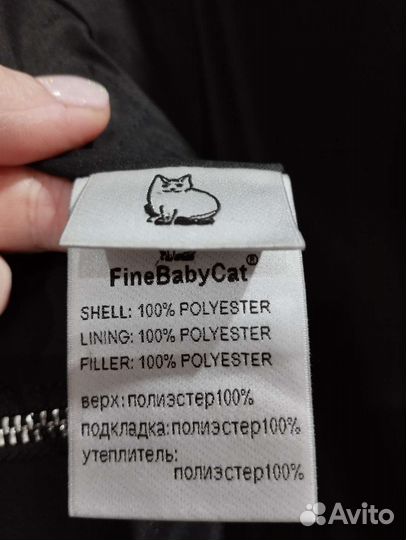 FineBabyCat®
SHELL: 100% POLYESTER
LINING: 100% POLYESTER
FILLER: 100% POLYESTER
верх:полиэстер100%
подкладка:полиэстер100%
утеплитель:
полиэстер100%
Avito